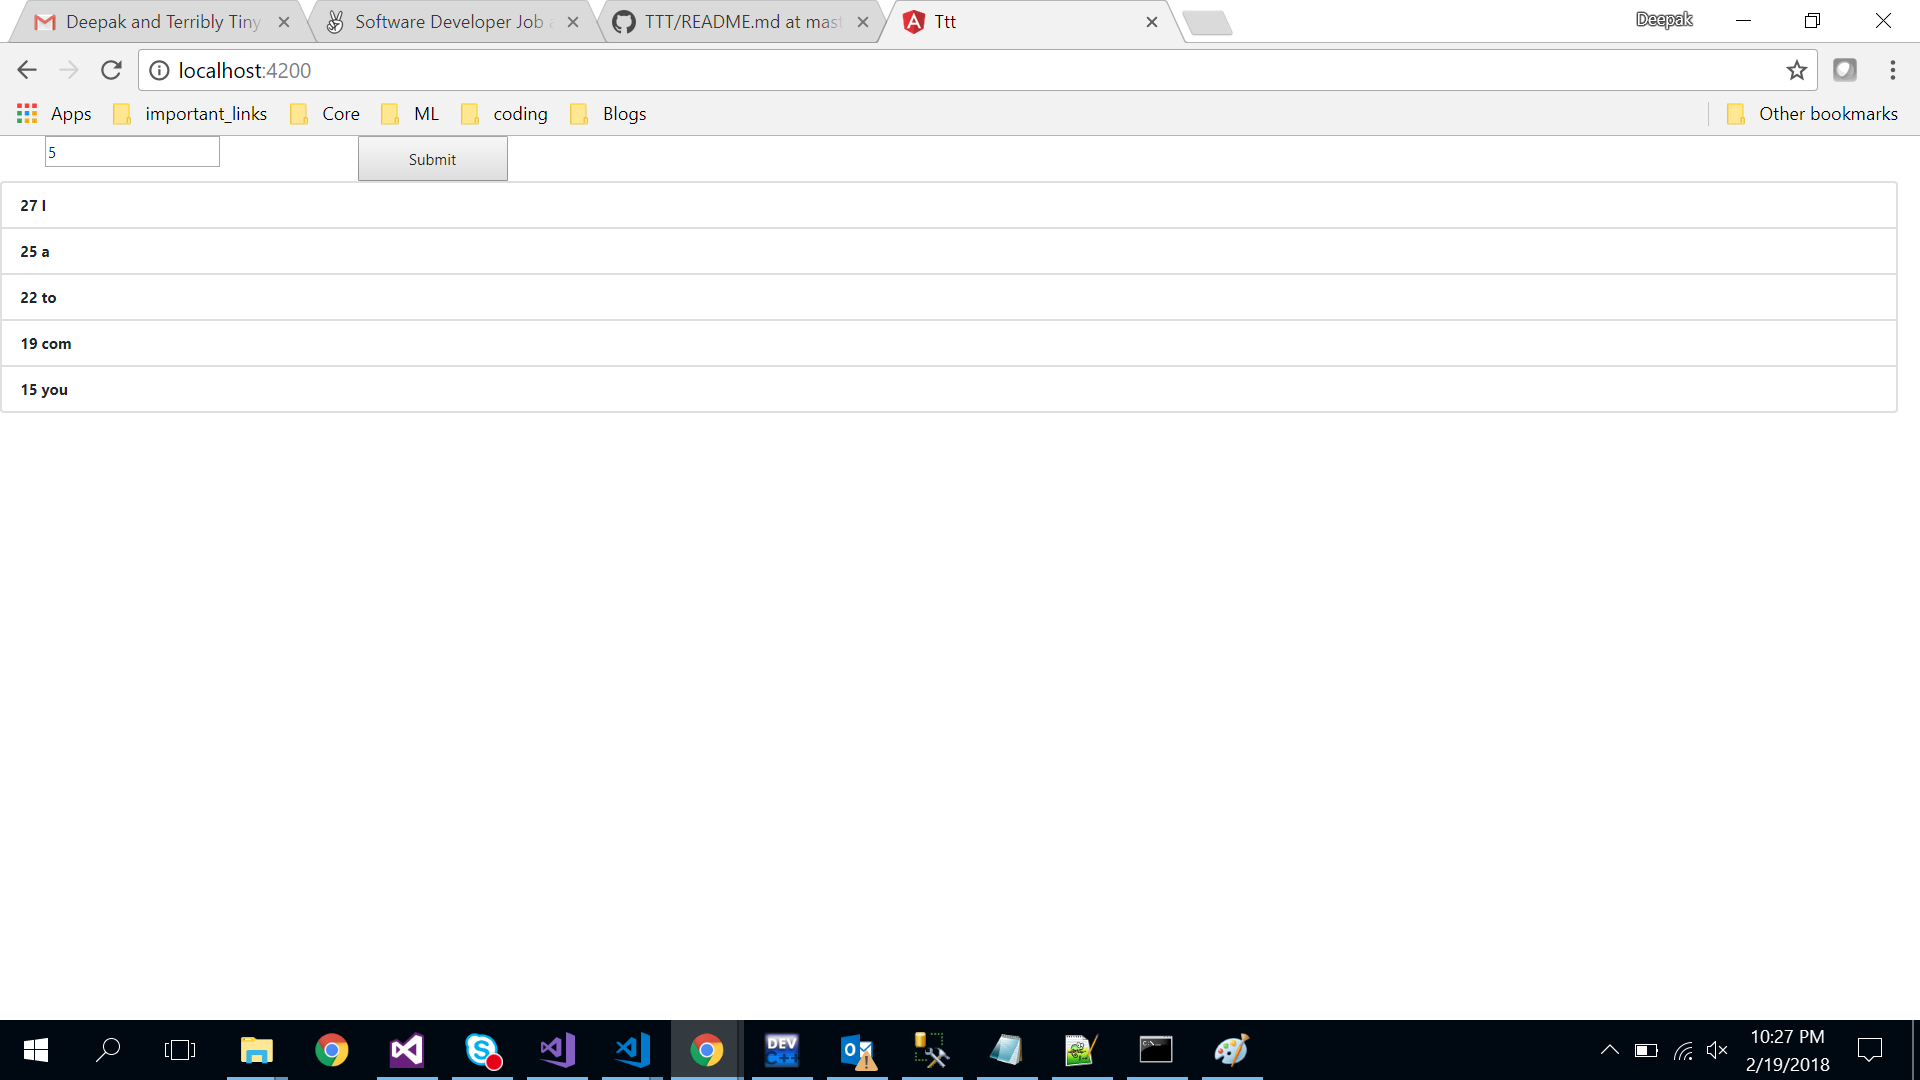 Deepak and Terribly Tiny
Software Developer Job
TTT/README.md at mast
Ttt
Deepak
localhost:4200
Apps
important_links
Core
ML
coding
Blogs
Other bookmarks
5
Submit
27 I
25 a
22 to
19 com
15 you
DEV
C++
10:27 PM
2/19/2018